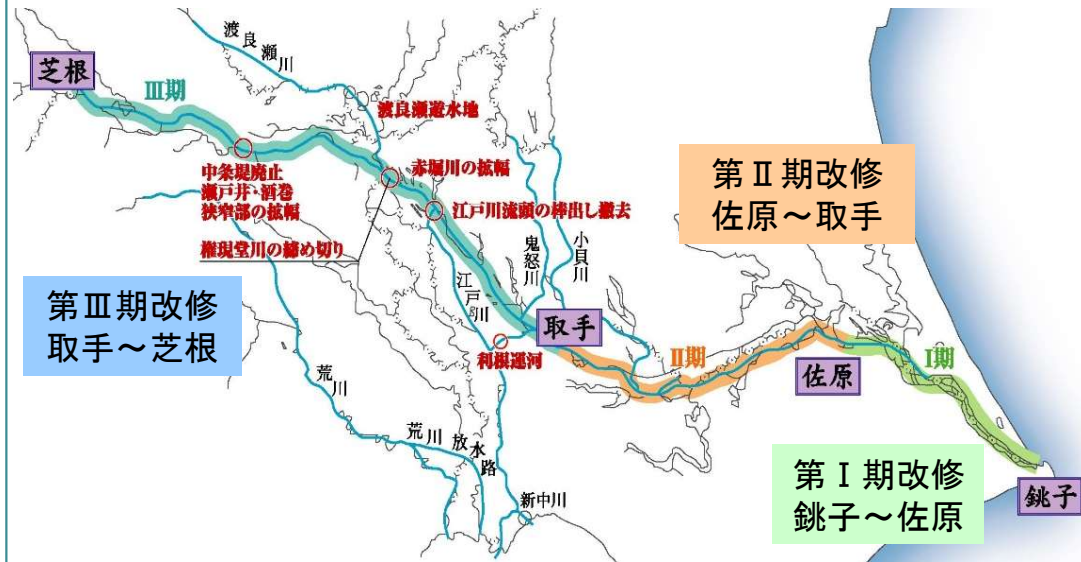 渡良瀬川
芝根
Ⅲ期
渡良瀬遊水地
中条堤廃止
瀬戸井・酒巻
狭窄部の拡幅
赤堀川の拡幅
江戸川流頭の棒出し撤去
権現堂川の締め切り
鬼怒川
小貝川
江戸川
第Ⅱ期改修
佐原～取手
第Ⅲ期改修
取手～芝根
取手
利根運河
Ⅱ期
佐原
Ⅰ期
荒川
荒川放水路
新中川
第Ⅰ期改修
銚子～佐原
銚子